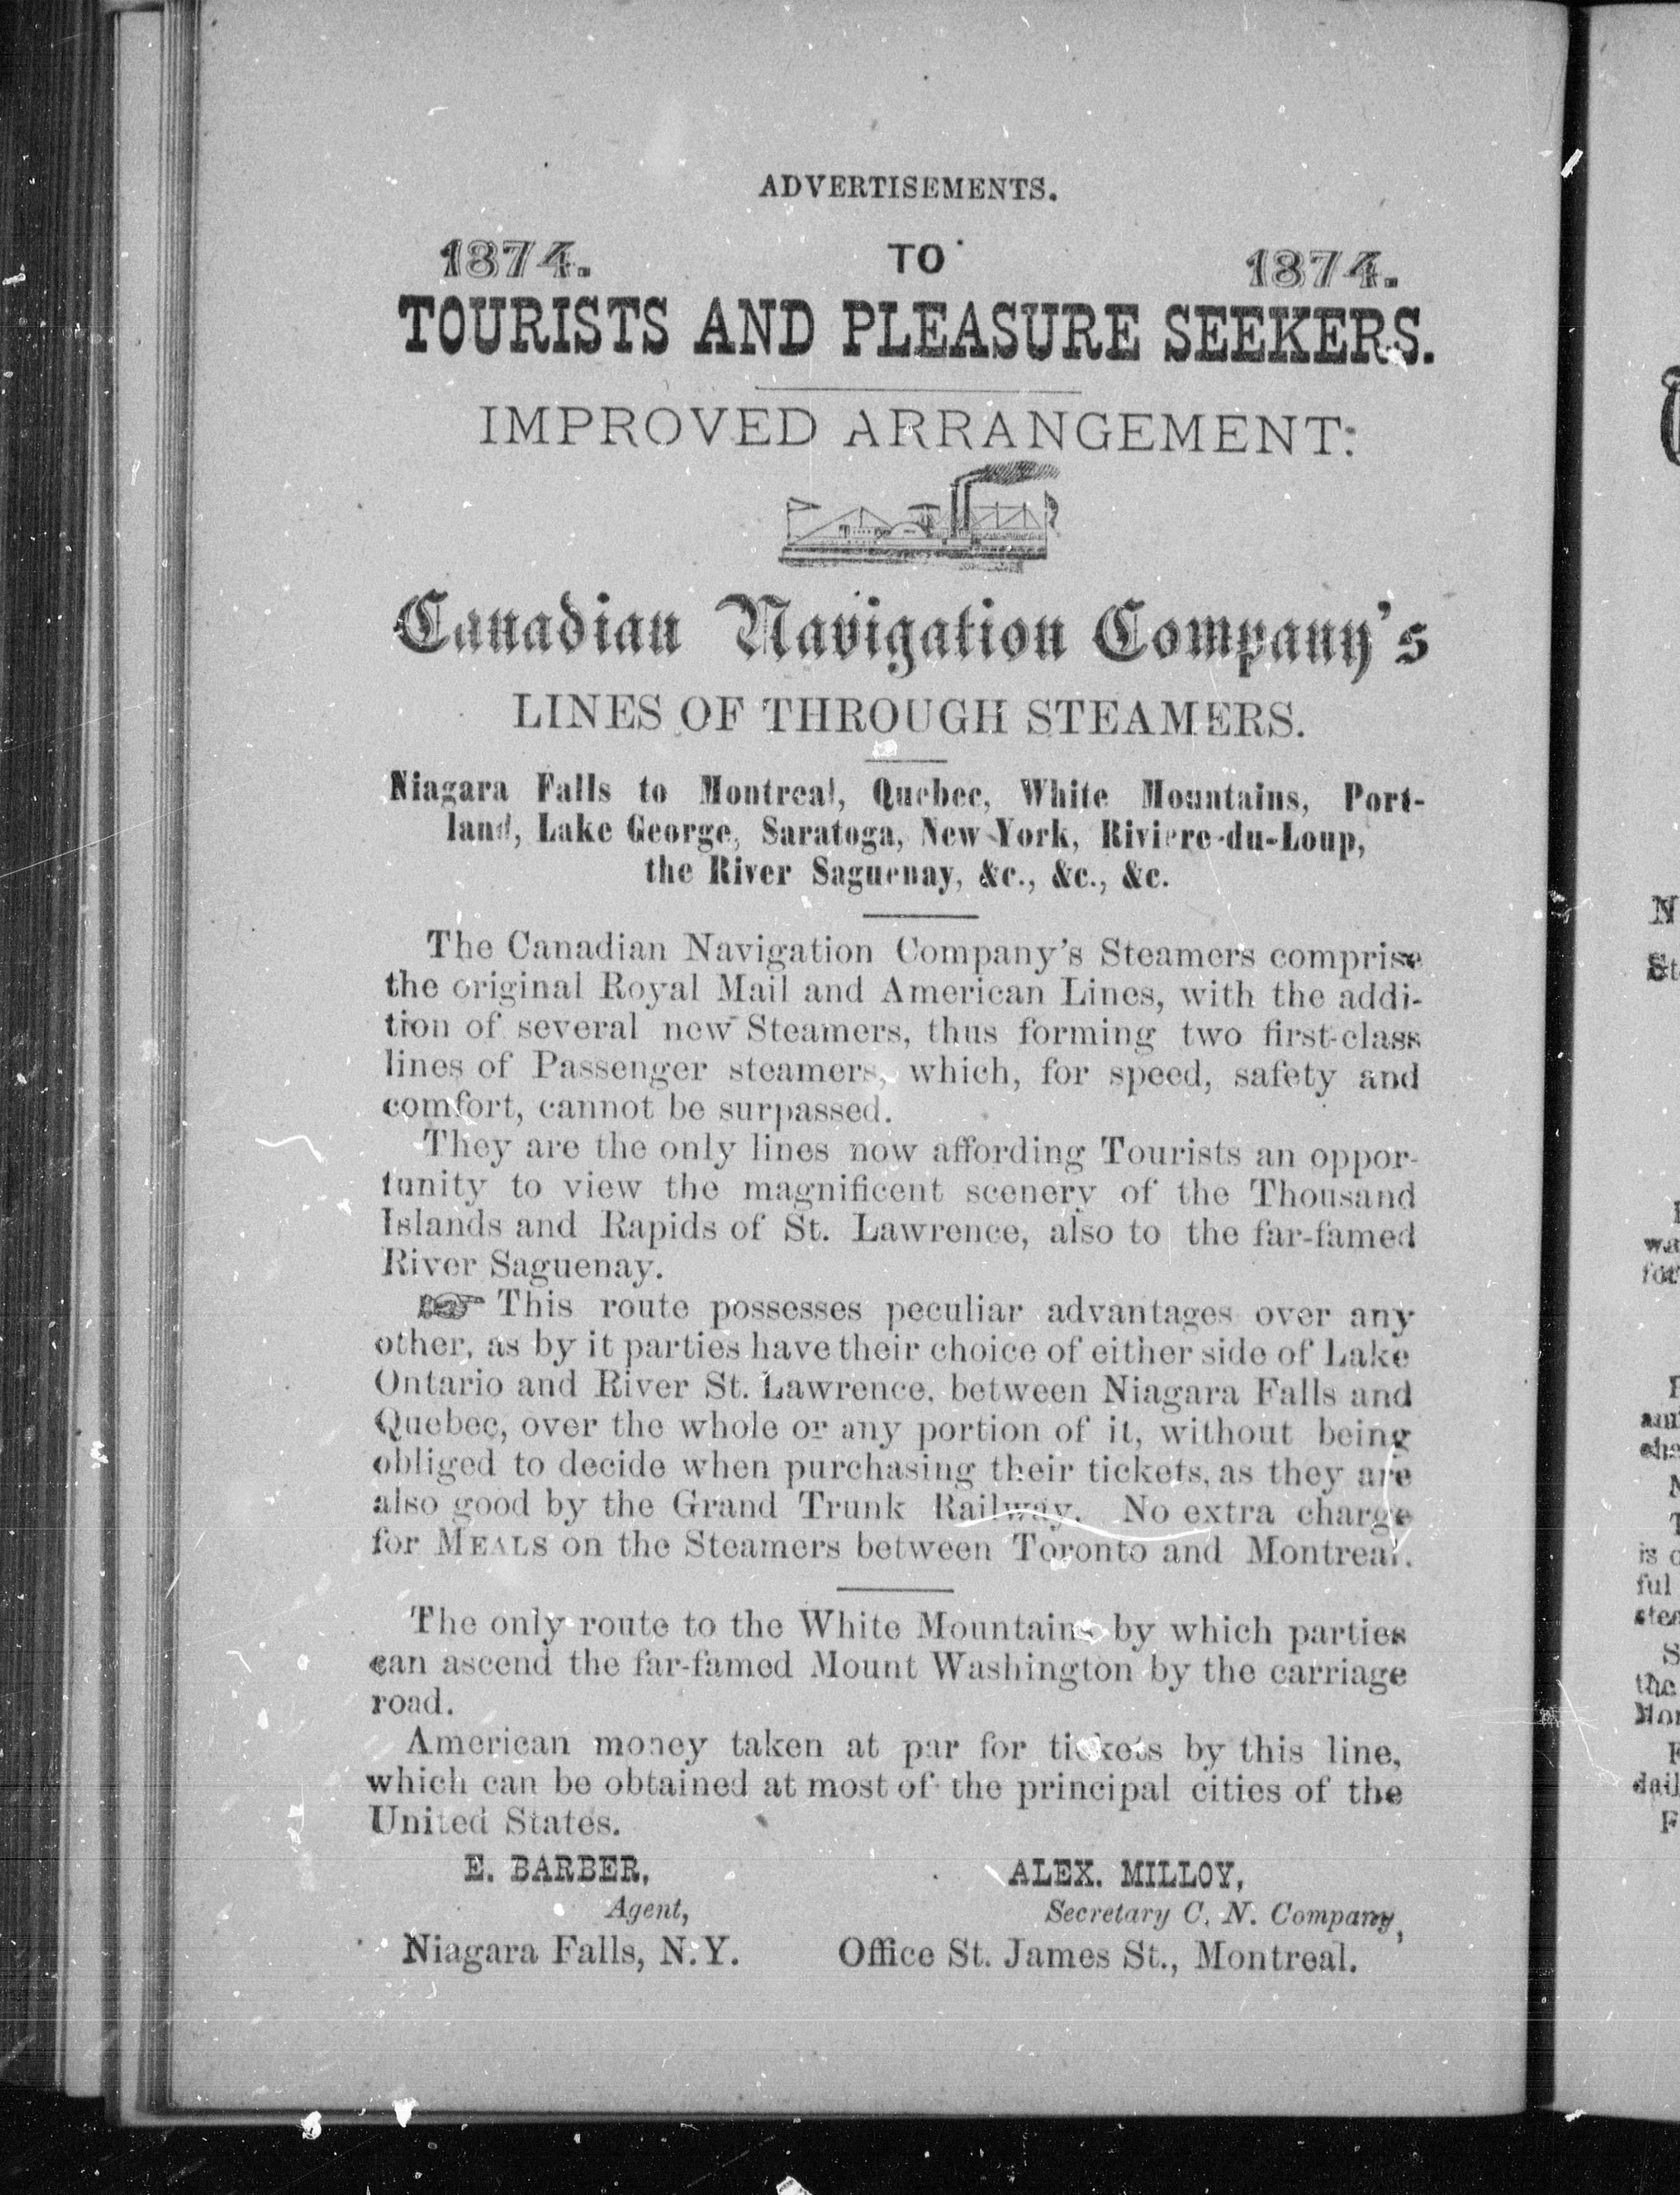 ADVERTISEMENTS.
1874. TO 1874.
TOURISTS AND PLEASURE SEEKERS.
IMPROVED ARRANGEMENT:
Canadian Navigation Company's
LINES OF THROUGH STEAMERS.
Niagara Falls to Montreal, Quebec, White Mountains, Port-
land, Lake George, Saratoga, New York, Riviere-du-Loup,
the River Saguenay, &c., &c., &c.
The Canadian Navigation Company's Steamers comprise
the original Royal Mail and American Lines, with the addi-
tion of several new Steamers, thus forming two first-class
lines of Passenger steamers, which, for speed, safety and
comfort, cannot be surpassed.
They are the only lines now affording Tourists an oppor-
tunity to view the magnificent scenery of the Thousand
Islands and Rapids of St. Lawrence, also to the far-famed
River Saguenay.
☞ This route possesses peculiar advantages over any
other, as by it parties have their choice of either side of Lake
Ontario and River St. Lawrence, between Niagara Falls and
Quebec, over the whole or any portion of it, without being
obliged to decide when purchasing their tickets, as they are
also good by the Grand Trunk Railway. No extra charge
for MEALS on the Steamers between Toronto and Montreal.
The only route to the White Mountains by which parties
can ascend the far-famed Mount Washington by the carriage
road.
American money taken at par for tickets by this line,
which can be obtained at most of the principal cities of the
United States.
E. BARBER, ALEX. MILLOY,
Agent, Secretary C. N. Company,
Niagara Falls, N.Y. Office St. James St., Montreal.